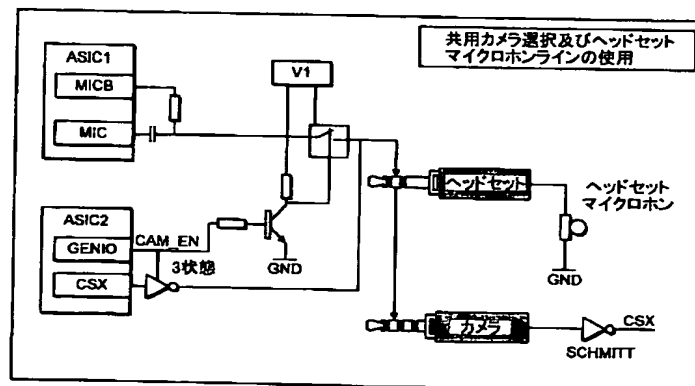 共用カメラ選択及びヘッドセット
マイクロホンラインの使用
ASIC1
MICB
MIC
V1
ヘッドセット
ヘッドセット
マイクロホン
GND
ASIC2
GENIO
CAM_EN
3状態
CSX
GND
カメラ
CSX
SCHMITT